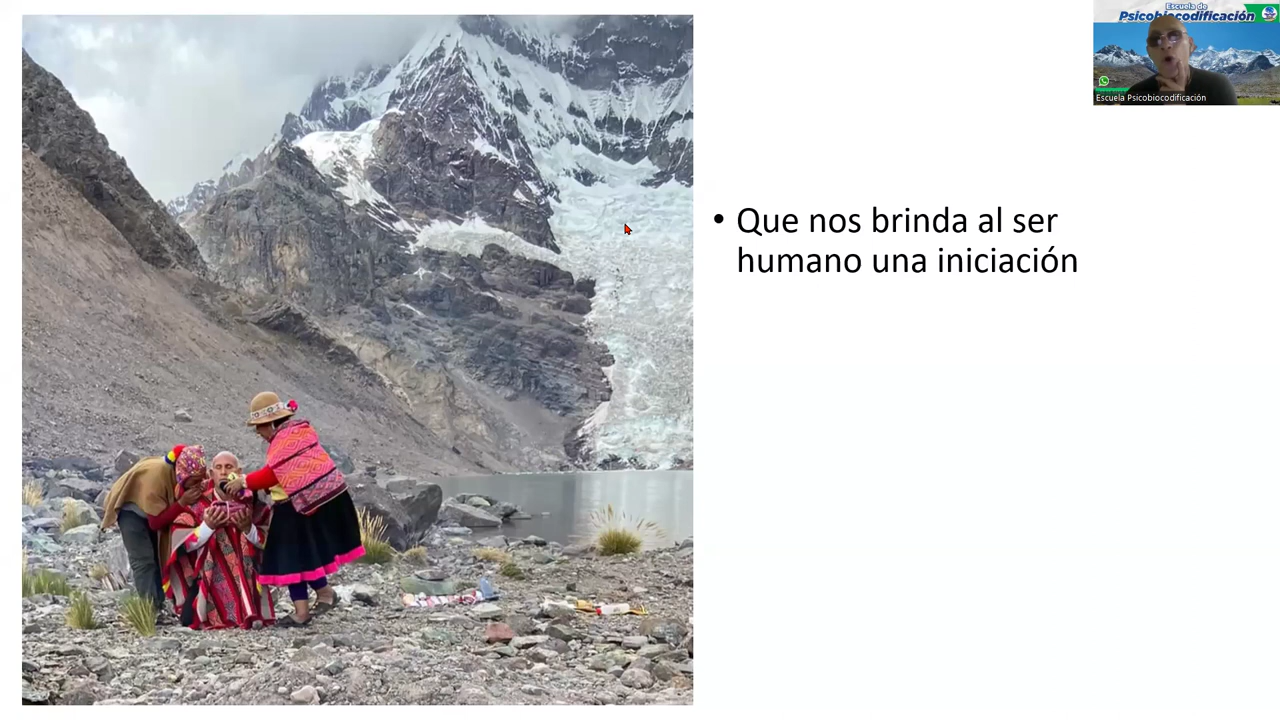 Escuela de
Psicobiocodificación
Escuela Psicobiocodificación
• Que nos brinda al ser
humano una iniciación